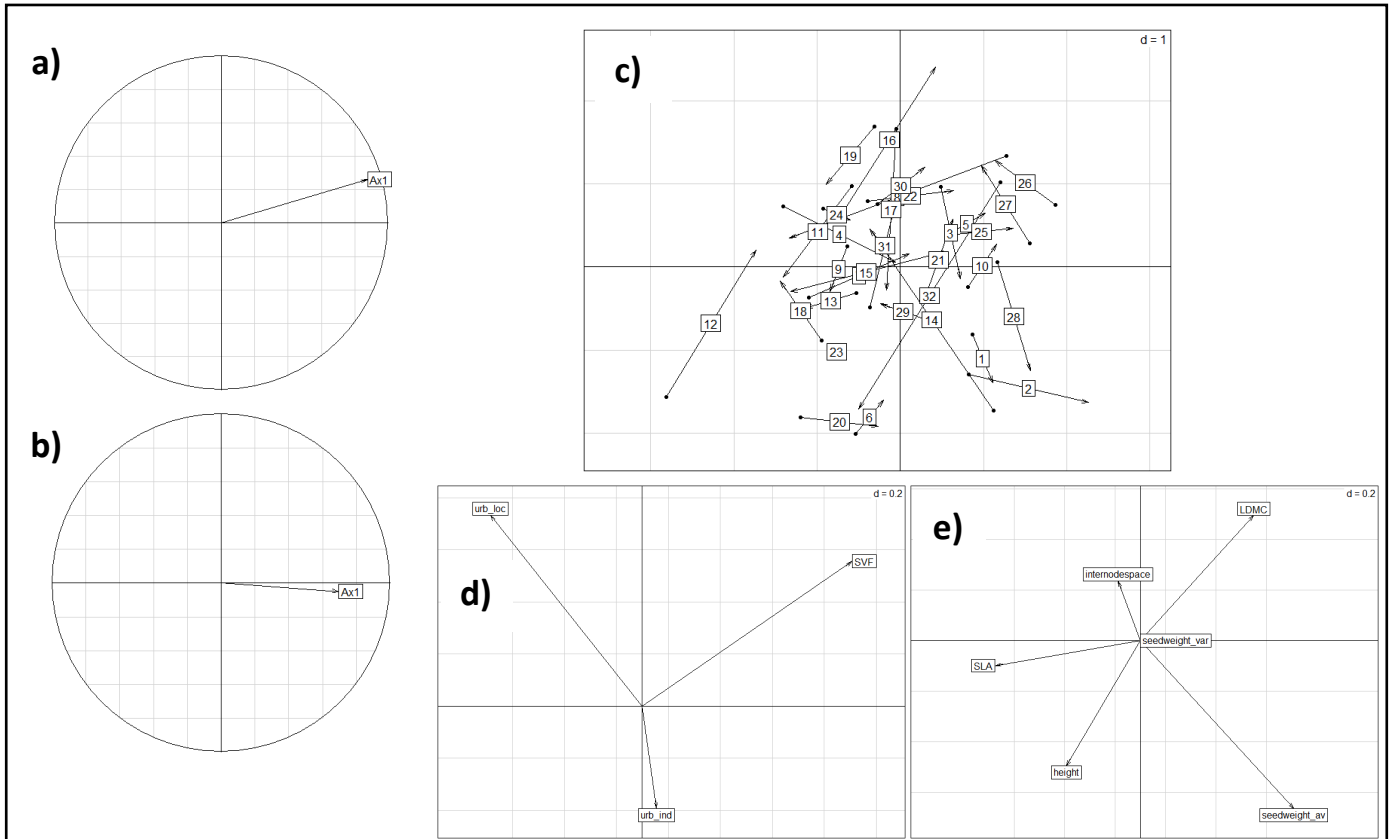 a)
Ax1
b)
Ax1
c)
d = 1
16
19
30
8
22
26
24
17
27
11
4
31
3
5
25
9
15
21
10
18
13
32
12
29
14
28
23
1
2
20
6
d)
d = 0.2
urb_loc
SVF
urb_ind
e)
d = 0.2
LDMC
internodespace
seedweight_var
SLA
height
seedweight_av